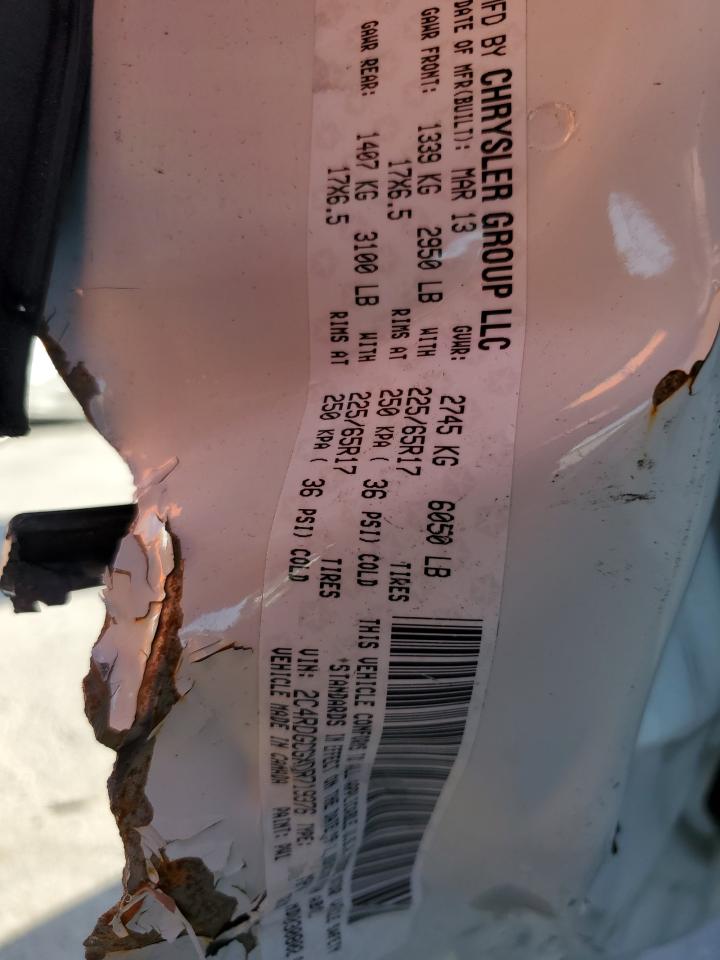 MFD BY CHRYSLER GROUP LLC
DATE OF MFR(BUILT): MAR 13 GVWR: 2745 KG 6050 LB
GAWR FRONT: 1339 KG 2950 LB WITH 225/65R17 TIRES
17X6.5 RIMS AT 250 KPA ( 36 PSI) COLD
GAWR REAR: 1407 KG 3100 LB WITH 225/65R17 TIRES
17X6.5 RIMS AT 250 KPA ( 36 PSI) COLD
THIS VEHICLE CONFORMS TO ALL APPLICABLE
*STANDARDS IN EFFECT ON THE DATE OF
VIN: TYPE:
VEHICLE MADE IN CANADA PAINT: